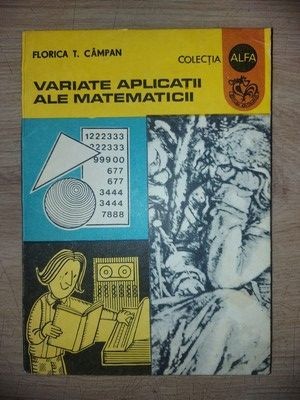 FLORICA T. CÂMPAN
COLECȚIA
ALFA
VARIATE APLICAȚII
ALE MATEMATICII
1222333
222333
99900
677
677
3444
3444
7888